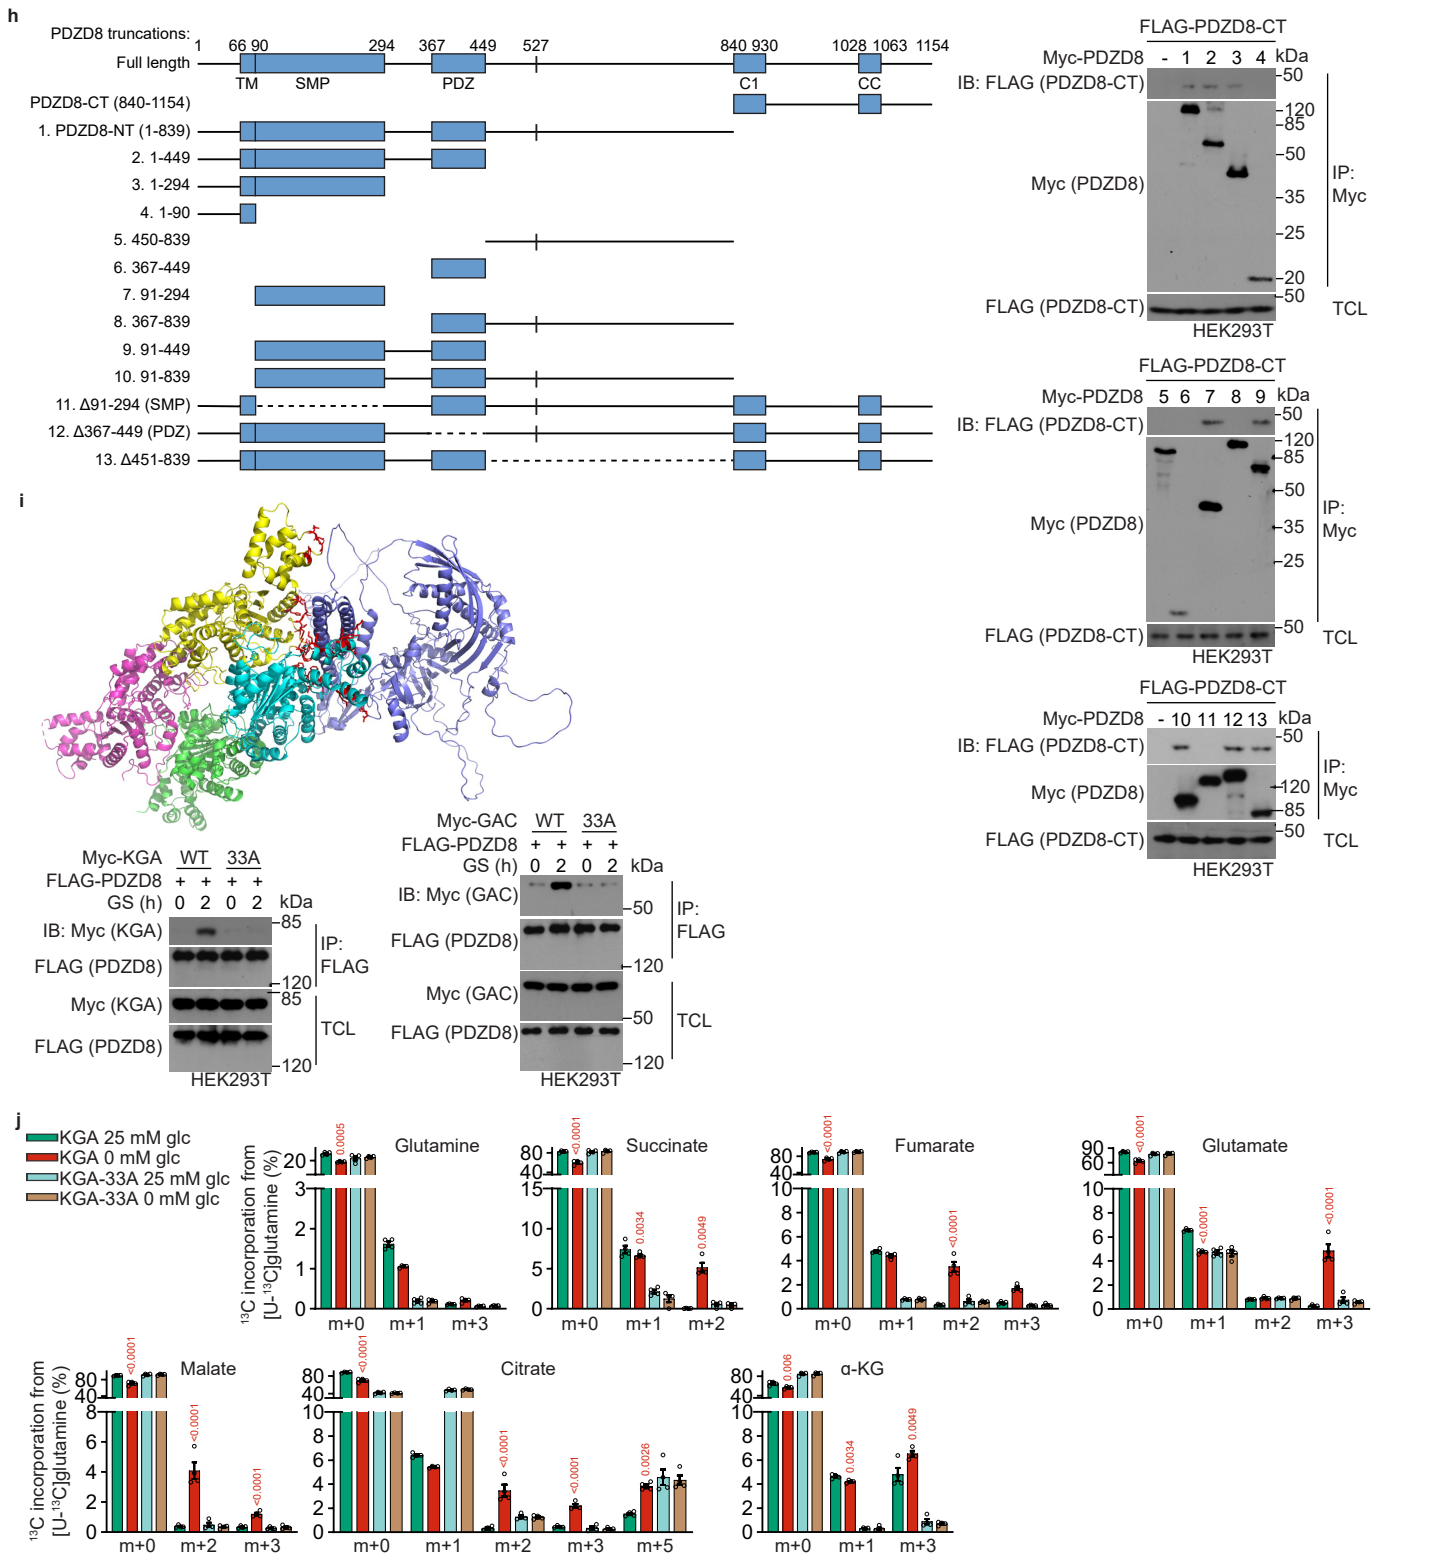 h
PDZD8 truncations:
1 66 90 294 367 449 527 840 930 1028 1063 1154
Full length
TM SMP PDZ C1 CC
PDZD8-CT (840-1154)
1. PDZD8-NT (1-839)
2. 1-449
3. 1-294
4. 1-90
5. 450-839
6. 367-449
7. 91-294
8. 367-839
9. 91-449
10. 91-839
11. Δ91-294 (SMP)
12. Δ367-449 (PDZ)
13. Δ451-839
FLAG-PDZD8-CT
Myc-PDZD8 - 1 2 3 4 kDa
IB: FLAG (PDZD8-CT)
50
120
85
50
Myc (PDZD8)
35
25
20
IP:
Myc
50
FLAG (PDZD8-CT)
TCL
HEK293T
FLAG-PDZD8-CT
Myc-PDZD8 5 6 7 8 9 kDa
50
IB: FLAG (PDZD8-CT)
120
85
50
Myc (PDZD8)
35
25
IP:
Myc
50
FLAG (PDZD8-CT)
TCL
HEK293T
FLAG-PDZD8-CT
Myc-PDZD8 - 10 11 12 13 kDa
50
IB: FLAG (PDZD8-CT)
Myc (PDZD8)
120
85
IP:
Myc
50
FLAG (PDZD8-CT)
TCL
HEK293T
i
Myc-KGA WT 33A
FLAG-PDZD8 + + + +
GS (h) 0 2 0 2 kDa
85
IB: Myc (KGA)
FLAG (PDZD8)
120
IP:
FLAG
85
Myc (KGA)
FLAG (PDZD8)
120
TCL
HEK293T
Myc-GAC WT 33A
FLAG-PDZD8 + + + +
GS (h) 0 2 0 2 kDa
IB: Myc (GAC)
50
FLAG (PDZD8)
120
IP:
FLAG
Myc (GAC)
50
FLAG (PDZD8)
120
TCL
HEK293T
j
KGA 25 mM glc
KGA 0 mM glc
KGA-33A 25 mM glc
KGA-33A 0 mM glc
¹³C incorporation from
[U-¹³C]glutamine (%)
Glutamine
0.0005
20
3
2
1
0
m+0 m+1 m+3
Succinate
<0.0001
0.0034
0.0049
80
40
15
10
5
0
m+0 m+1 m+2
Fumarate
<0.0001
<0.0001
80
40
10
8
6
4
2
0
m+0 m+1 m+2 m+3
Glutamate
<0.0001
<0.0001
<0.0001
90
60
10
8
6
4
2
0
m+0 m+1 m+2 m+3
¹³C incorporation from
[U-¹³C]glutamine (%)
Malate
<0.0001
<0.0001
<0.0001
80
40
8
6
4
2
0
m+0 m+2 m+3
Citrate
<0.0001
<0.0001
<0.0001
0.0026
80
40
10
8
6
4
2
0
m+0 m+1 m+2 m+3 m+5
α-KG
0.006
0.0034
0.0049
80
40
10
8
6
4
2
0
m+0 m+1 m+3